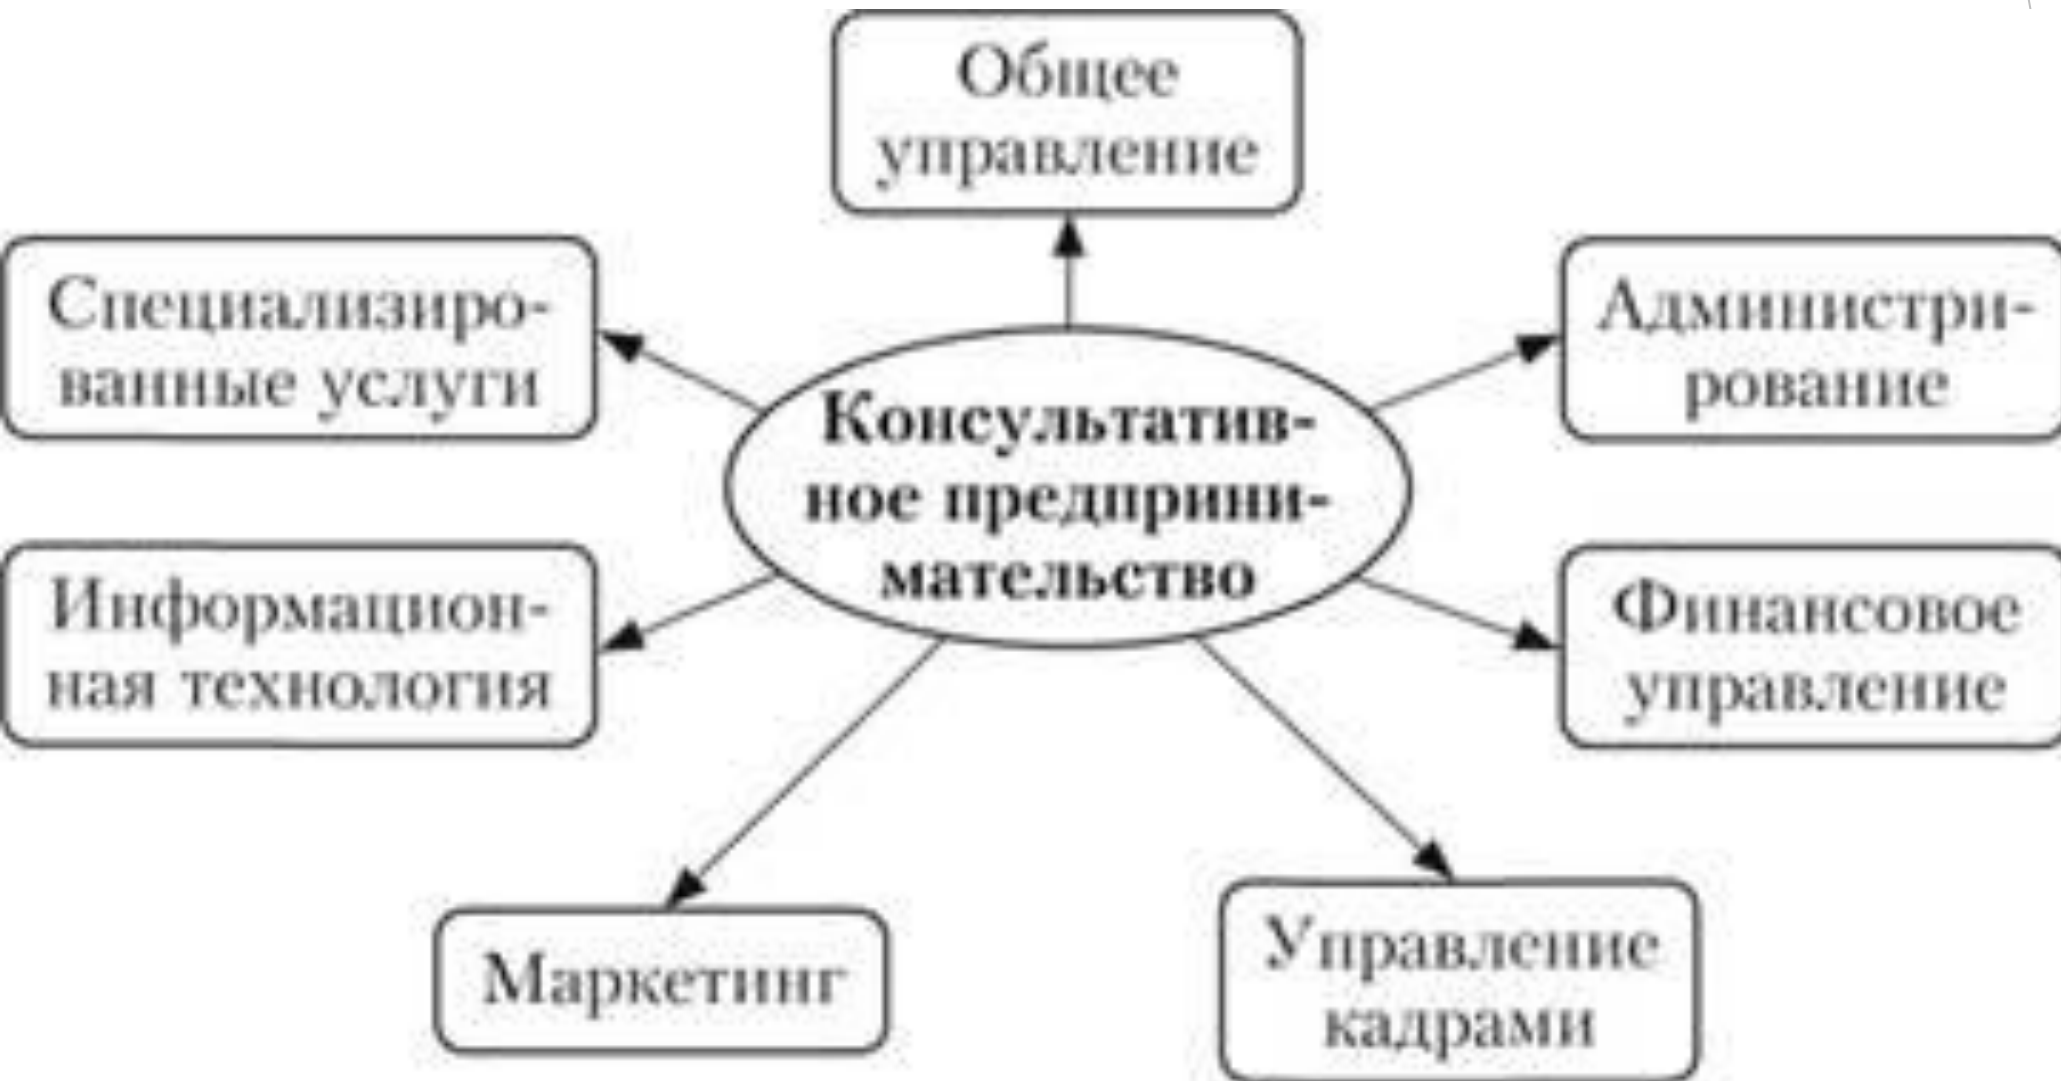 Общее
управление
Специализиро-
ванные услуги
Администри-
рование
Консультатив-
ное предприни-
мательство
Информацион-
ная технология
Финансовое
управление
Маркетинг
Управление
кадрами